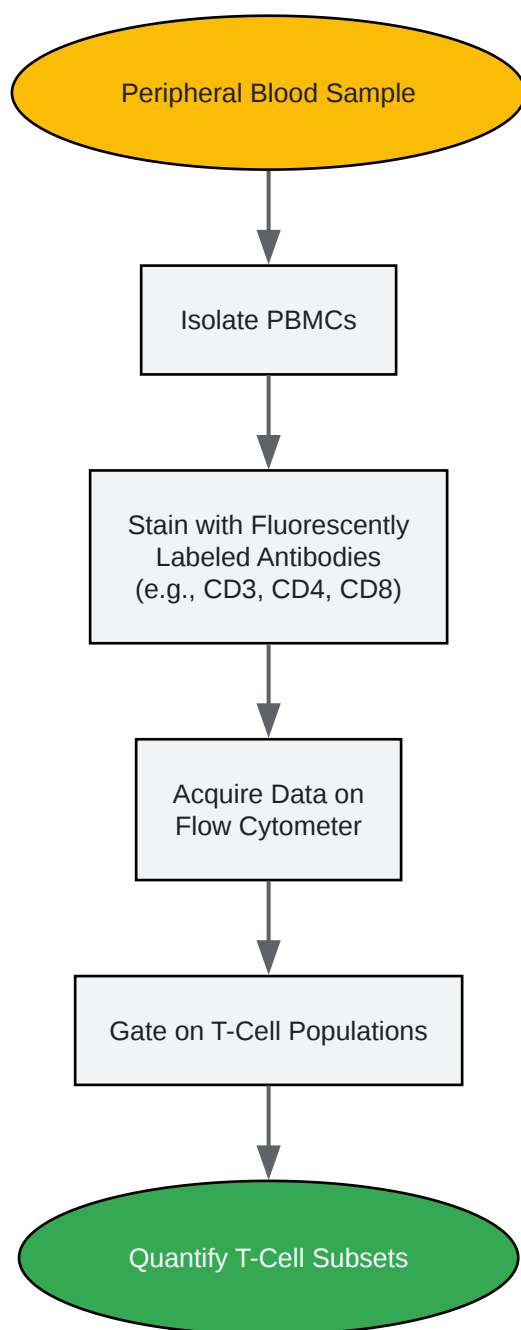 Peripheral Blood Sample
Isolate PBMCs
Stain with Fluorescently
Labeled Antibodies
(e.g., CD3, CD4, CD8)
Acquire Data on
Flow Cytometer
Gate on T-Cell Populations
Quantify T-Cell Subsets